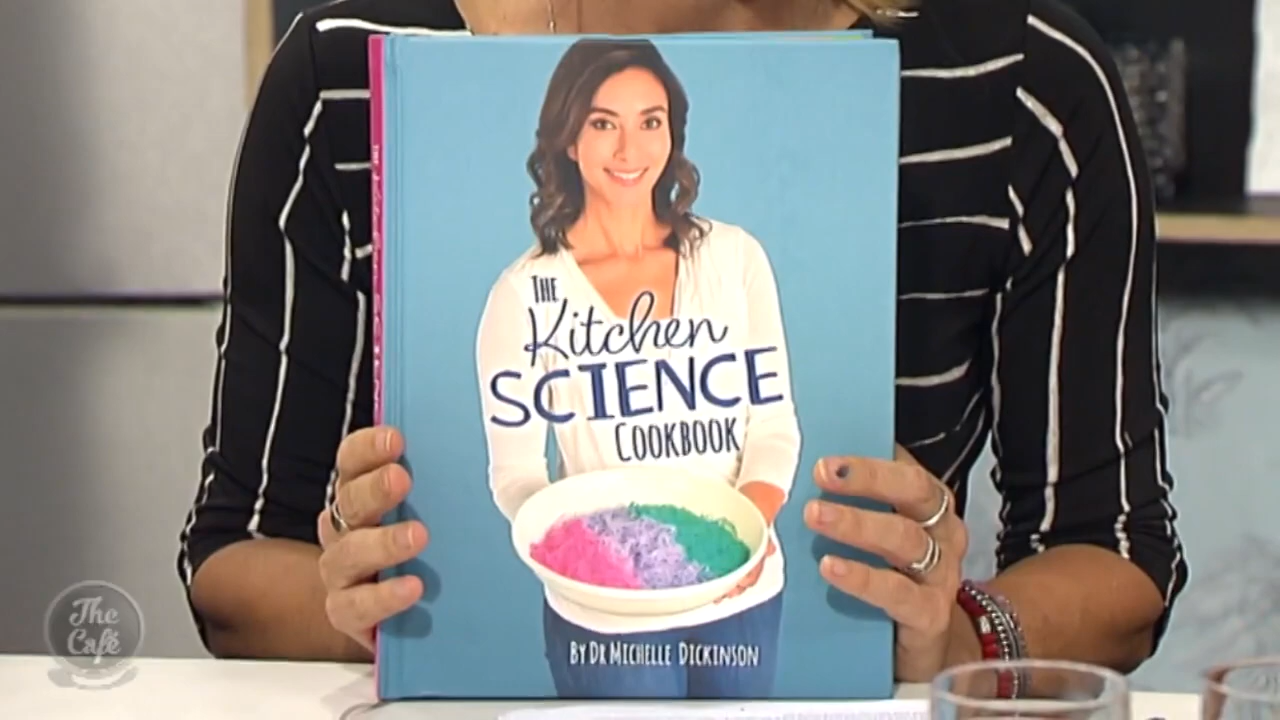 THE
Kitchen
SCIENCE
COOKBOOK
BY DR MICHELLE DICKINSON
The
Café